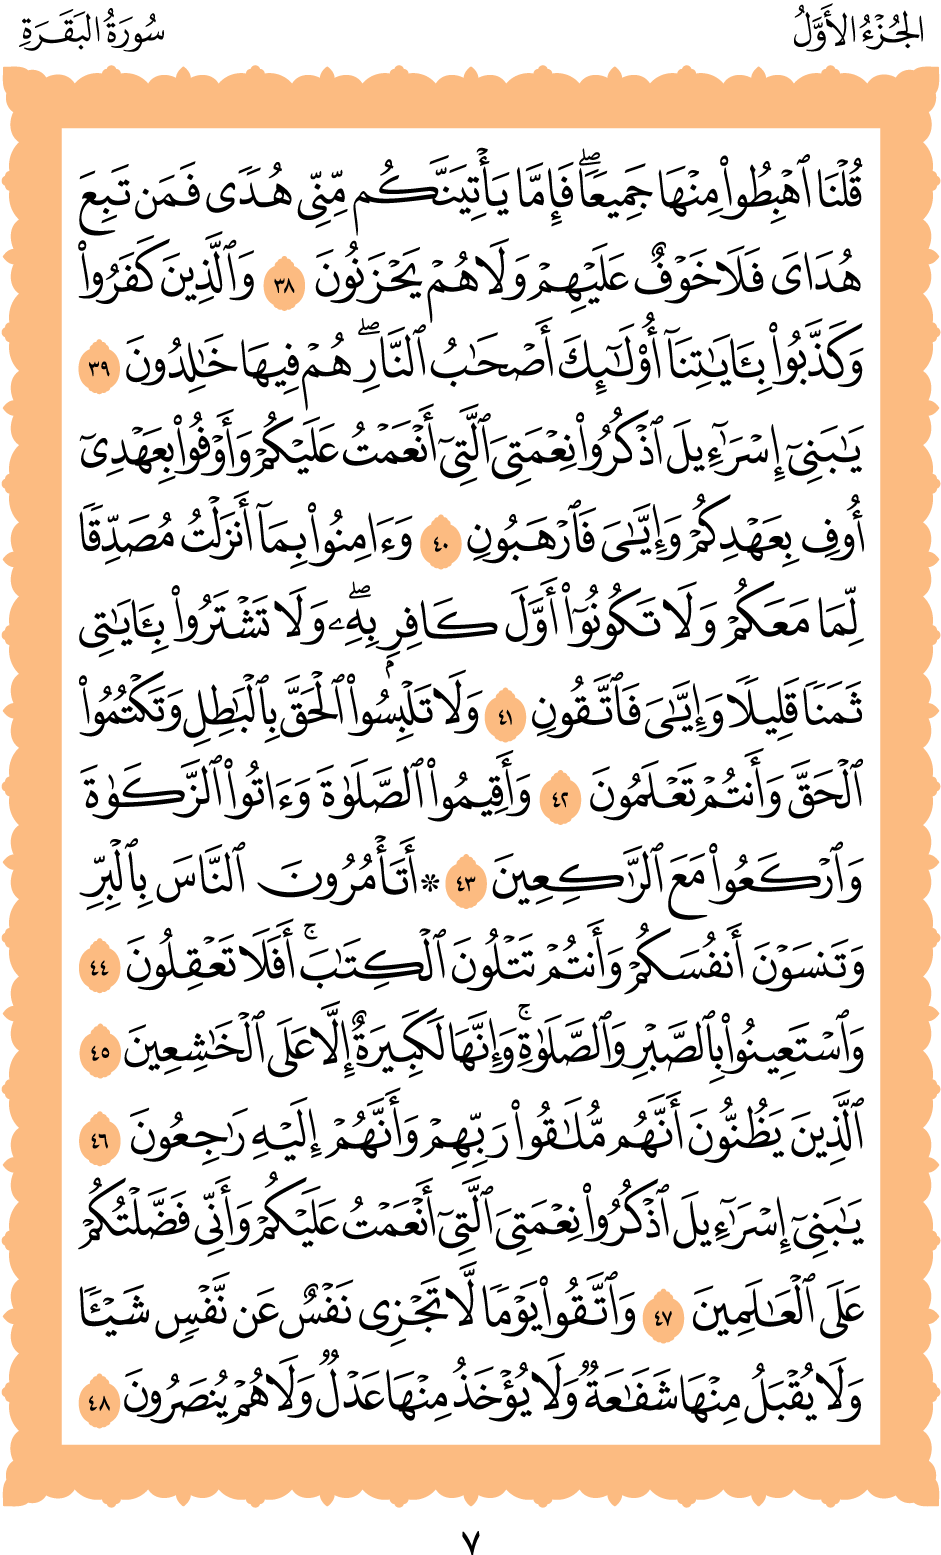 الجُزْءُ الأَوَّلُ
سُورَةُ البَقَرَةِ
قُلْنَا ٱهْبِطُوا۟ مِنْهَا جَمِيعًۭا ۖ فَإِمَّا يَأْتِيَنَّكُم مِّنِّى هُدًۭى فَمَن تَبِعَ
هُدَاىَ فَلَا خَوْفٌ عَلَيْهِمْ وَلَا هُمْ يَحْزَنُونَ ٣٨ وَٱلَّذِينَ كَفَرُوا۟
وَكَذَّبُوا۟ بِـَٔايَـٰتِنَآ أُو۟لَـٰٓئِكَ أَصْحَـٰبُ ٱلنَّارِ ۖ هُمْ فِيهَا خَـٰلِدُونَ ٣٩
يَـٰبَنِىٓ إِسْرَـٰٓءِيلَ ٱذْكُرُوا۟ نِعْمَتِىَ ٱلَّتِىٓ أَنْعَمْتُ عَلَيْكُمْ وَأَوْفُوا۟ بِعَهْدِىٓ
أُوفِ بِعَهْدِكُمْ وَإِيَّـٰىَ فَٱرْهَبُونِ ٤٠ وَءَامِنُوا۟ بِمَآ أَنزَلْتُ مُصَدِّقًۭا
لِّمَا مَعَكُمْ وَلَا تَكُونُوٓا۟ أَوَّلَ كَافِرٍۭ بِهِۦ ۖ وَلَا تَشْتَرُوا۟ بِـَٔايَـٰتِى
ثَمَنًۭا قَلِيلًۭا وَإِيَّـٰىَ فَٱتَّقُونِ ٤١ وَلَا تَلْبِسُوا۟ ٱلْحَقَّ بِٱلْبَـٰطِلِ وَتَكْتُمُوا۟
ٱلْحَقَّ وَأَنتُمْ تَعْلَمُونَ ٤٢ وَأَقِيمُوا۟ ٱلصَّلَوٰةَ وَءَاتُوا۟ ٱلزَّكَوٰةَ
وَٱرْكَعُوا۟ مَعَ ٱلرَّٰكِعِينَ ٤٣ ۞ أَتَأْمُرُونَ ٱلنَّاسَ بِٱلْبِرِّ
وَتَنسَوْنَ أَنفُسَكُمْ وَأَنتُمْ تَتْلُونَ ٱلْكِتَـٰبَ ۚ أَفَلَا تَعْقِلُونَ ٤٤
وَٱسْتَعِينُوا۟ بِٱلصَّبْرِ وَٱلصَّلَوٰةِ ۚ وَإِنَّهَا لَكَبِيرَةٌ إِلَّا عَلَى ٱلْخَـٰشِعِينَ ٤٥
ٱلَّذِينَ يَظُنُّونَ أَنَّهُم مُّلَـٰقُوا۟ رَبِّهِمْ وَأَنَّهُمْ إِلَيْهِ رَٰجِعُونَ ٤٦
يَـٰبَنِىٓ إِسْرَـٰٓءِيلَ ٱذْكُرُوا۟ نِعْمَتِىَ ٱلَّتِىٓ أَنْعَمْتُ عَلَيْكُمْ وَأَنِّى فَضَّلْتُكُمْ
عَلَى ٱلْعَـٰلَمِينَ ٤٧ وَٱتَّقُوا۟ يَوْمًۭا لَّا تَجْزِى نَفْسٌ عَن نَّفْسٍۢ شَيْـًۭٔا
وَلَا يُقْبَلُ مِنْهَا شَفَـٰعَةٌۭ وَلَا يُؤْخَذُ مِنْهَا عَدْلٌۭ وَلَا هُمْ يُنصَرُونَ ٤٨
٧